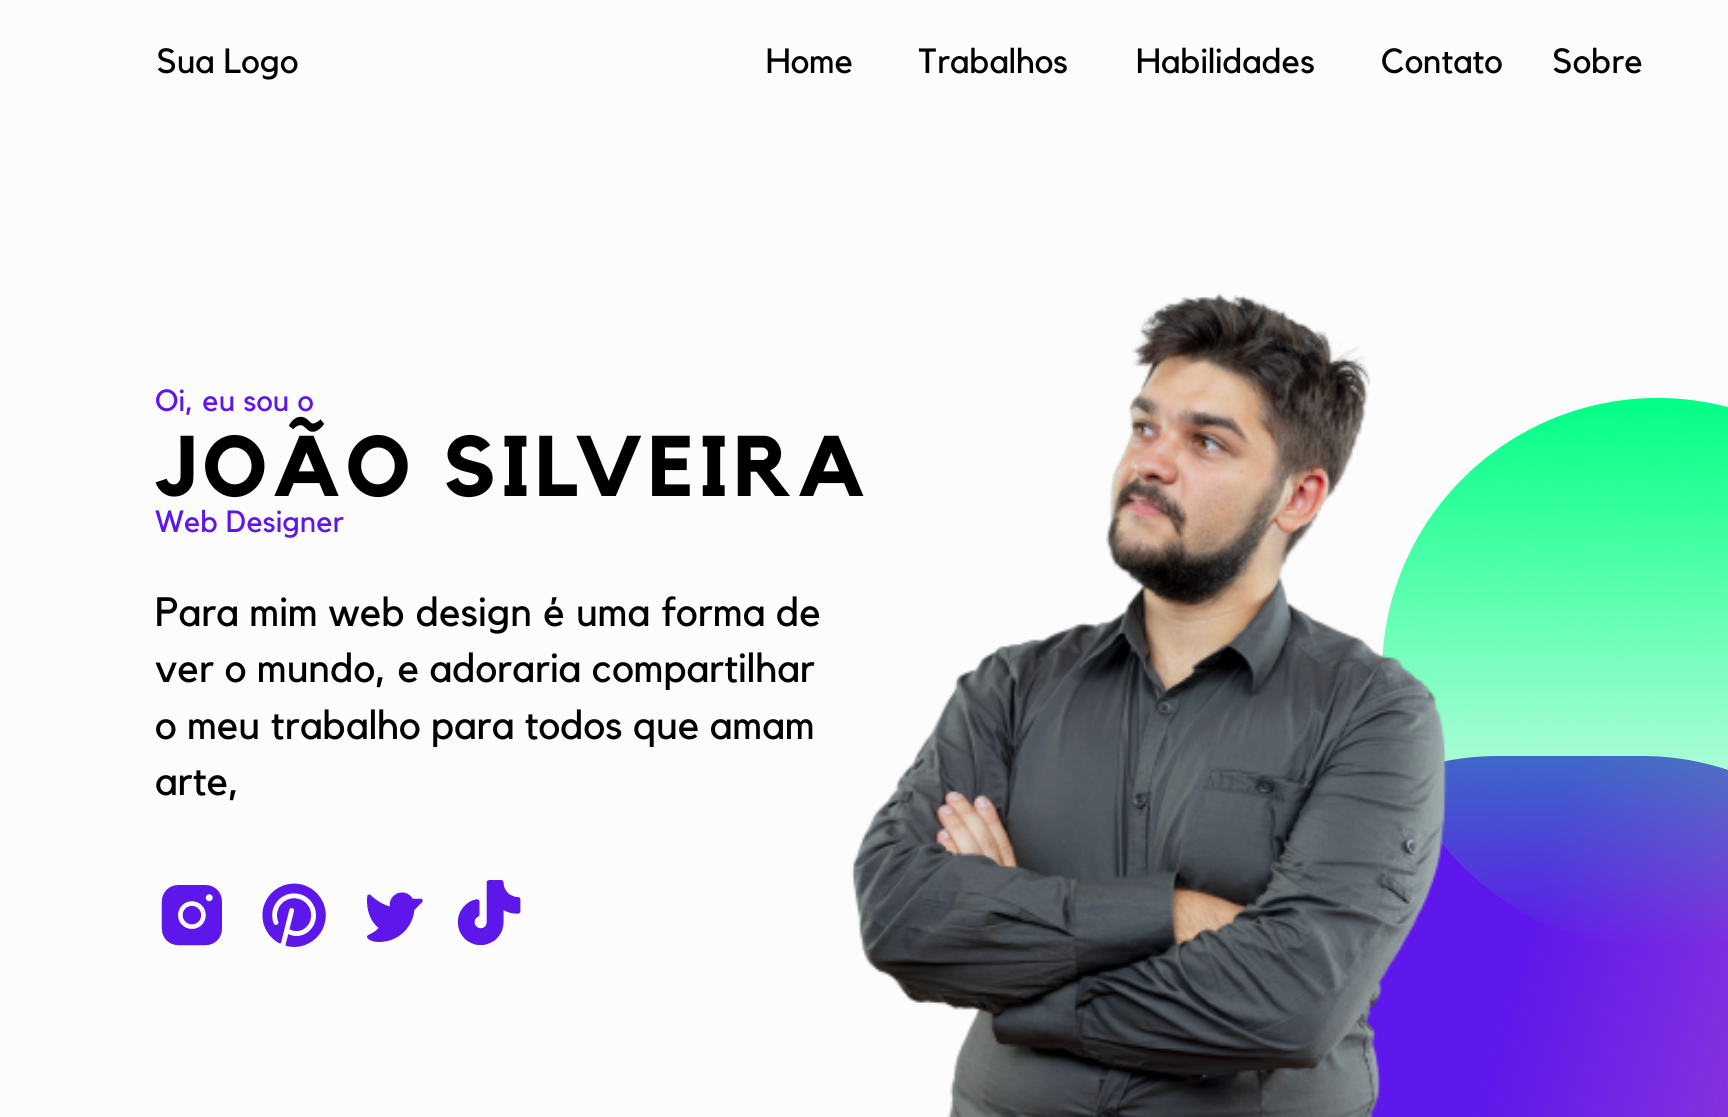 Sua Logo
Home Trabalhos Habilidades Contato Sobre
Oi, eu sou o
JOÃO SILVEIRA
Web Designer
Para mim web design é uma forma de
ver o mundo, e adoraria compartilhar
o meu trabalho para todos que amam
arte,